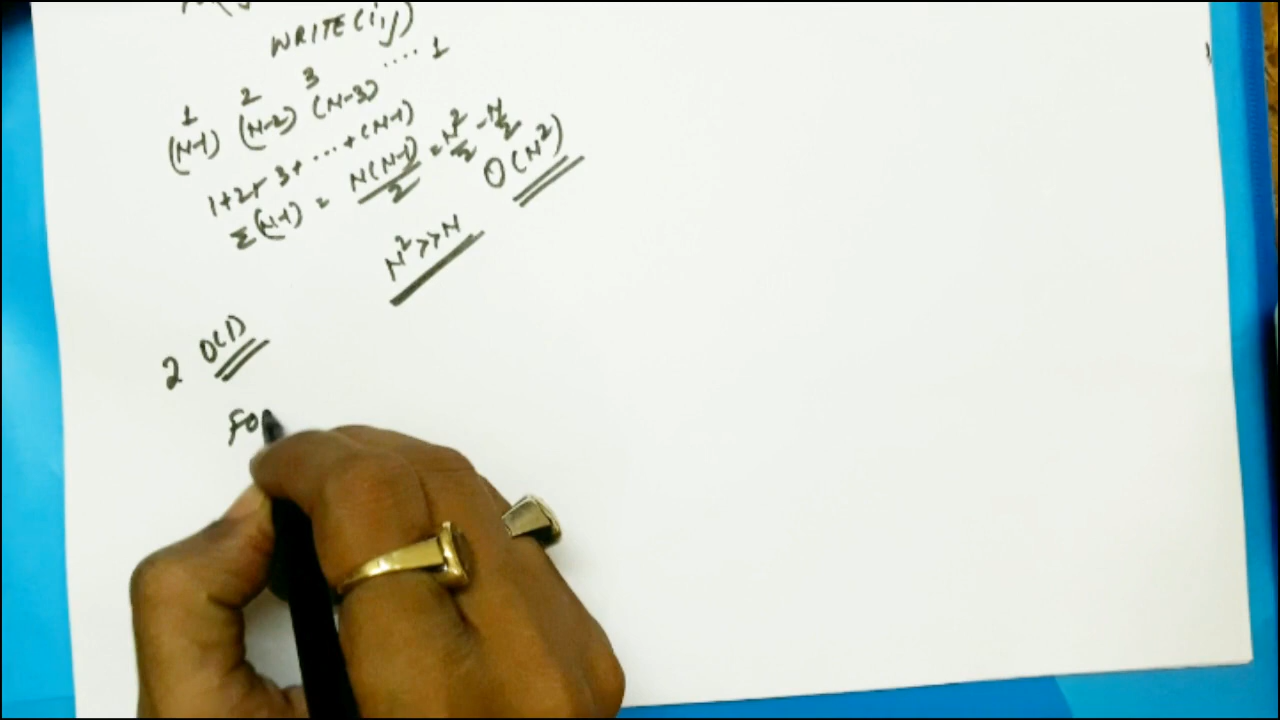 WRITE(i,j)
1 2 3
(N-1) (N-2) (N-3) .... 1
1+2+3+...+(N-1)
Σ(N-1) = N(N-1)/2 = N²/2 - N/2
O(N²)
N²>>N
2 O(1)
Fo